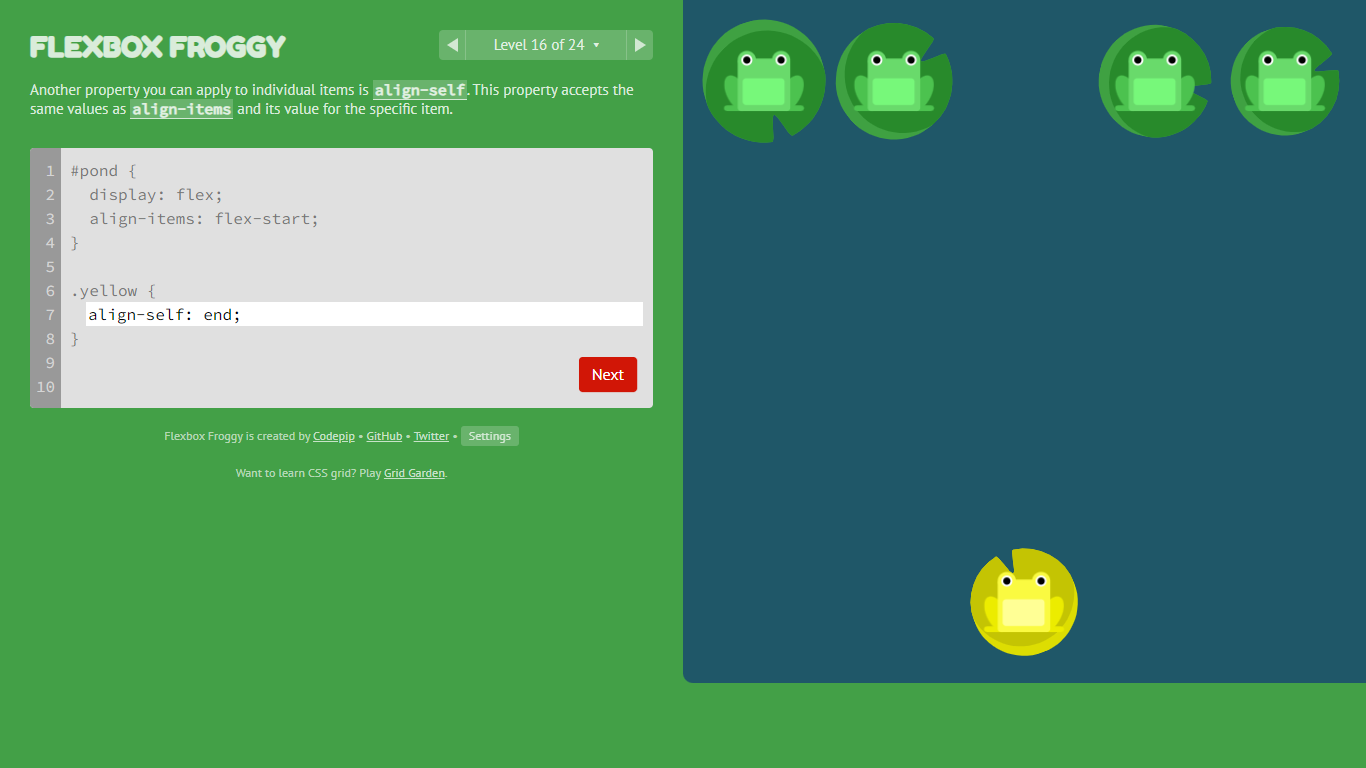 FLEXBOX FROGGY
Level 16 of 24
Another property you can apply to individual items is align-self. This property accepts the
same values as align-items and its value for the specific item.
1 #pond {
2 display: flex;
3 align-items: flex-start;
4 }
5
6 .yellow {
7 align-self: end;
8 }
9
10
Next
Flexbox Froggy is created by Codepip • GitHub • Twitter • Settings
Want to learn CSS grid? Play Grid Garden.